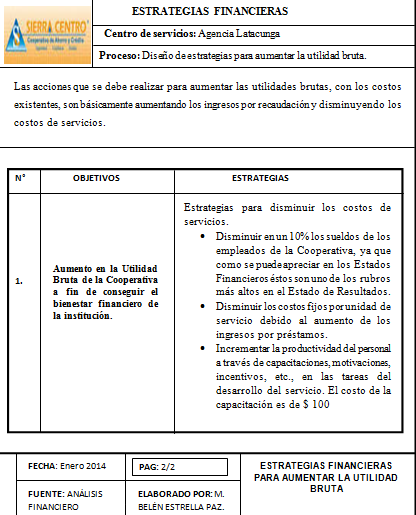 ESTRATEGIAS FINANCIERAS
SIERRA CENTRO
Cooperativa de Ahorro y Crédito
Centro de servicios: Agencia Latacunga
Proceso: Diseño de estrategias para aumentar la utilidad bruta.
Las acciones que se debe realizar para aumentar las utilidades brutas, con los costos
existentes, son básicamente aumentando los ingresos por recaudación y disminuyendo los
costos de servicios.
N° OBJETIVOS ESTRATEGIAS
Estrategias para disminuir los costos de
servicios.
• Disminuir en un 10% los sueldos de los
empleados de la Cooperativa, ya que
como se puede apreciar en los Estados
Financieros éstos son uno de los rubros
más altos en el Estado de Resultados.
• Disminuir los costos fijos por unidad de
servicio debido al aumento de los
ingresos por préstamos.
• Incrementar la productividad del personal
a través de capacitaciones, motivaciones,
incentivos, etc., en las tareas del
desarrollo del servicio. El costo de la
capacitación es de $ 100
1.
Aumento en la Utilidad
Bruta de la Cooperativa
a fin de conseguir el
bienestar financiero de
la institución.
FECHA: Enero 2014
PAG: 2/2
ESTRATEGIAS FINANCIERAS
PARA AUMENTAR LA UTILIDAD
BRUTA
FUENTE: ANÁLISIS
FINANCIERO
ELABORADO POR: M.
BELÉN ESTRELLA PAZ.